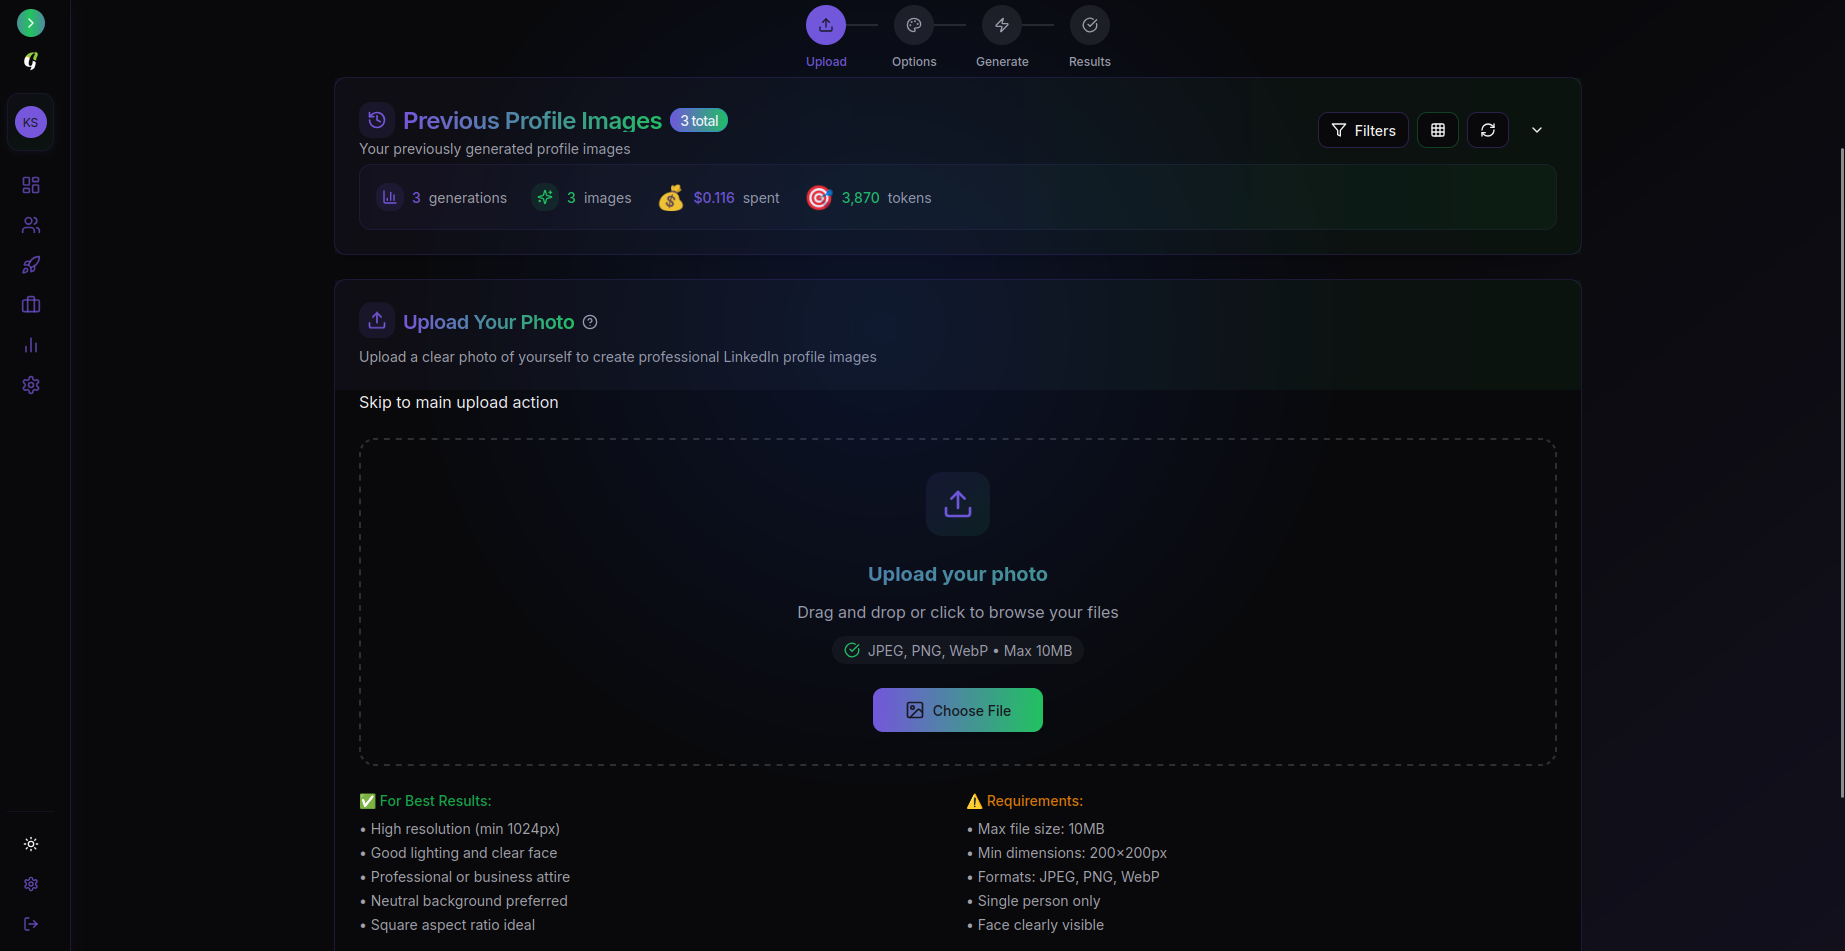 Upload
Options
Generate
Results
KS
Previous Profile Images
3 total
Your previously generated profile images
Filters
3 generations
3 images
$0.116 spent
3,870 tokens
Upload Your Photo
Upload a clear photo of yourself to create professional LinkedIn profile images
Skip to main upload action
Upload your photo
Drag and drop or click to browse your files
JPEG, PNG, WebP • Max 10MB
Choose File
✅ For Best Results:
• High resolution (min 1024px)
• Good lighting and clear face
• Professional or business attire
• Neutral background preferred
• Square aspect ratio ideal
⚠️ Requirements:
• Max file size: 10MB
• Min dimensions: 200×200px
• Formats: JPEG, PNG, WebP
• Single person only
• Face clearly visible